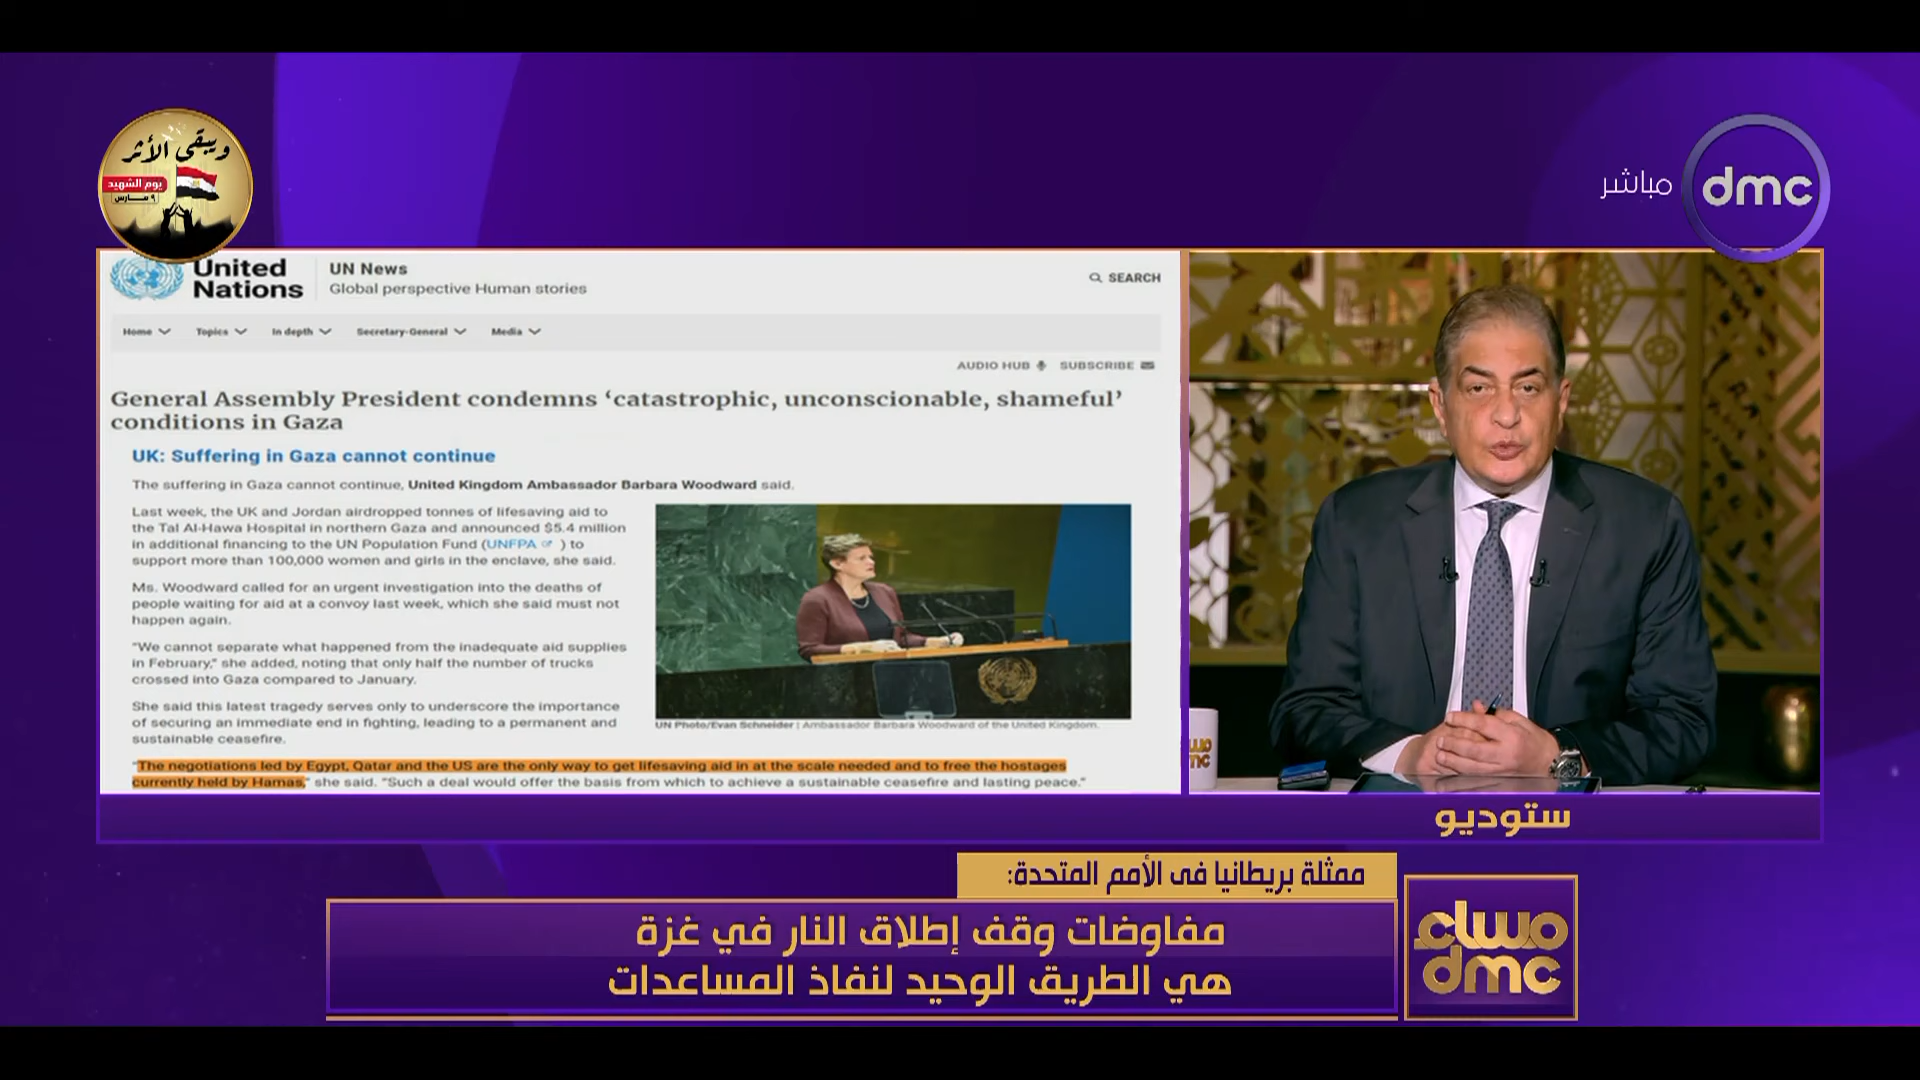 ويبقى الأثر
يوم الشهيد
٩ مارس
مباشر
dmc
United
Nations
UN News
Global perspective Human stories
SEARCH
Home
Topics
In depth
Secretary-General
Media
AUDIO HUB
SUBSCRIBE
General Assembly President condemns ‘catastrophic, unconscionable, shameful’
conditions in Gaza
UK: Suffering in Gaza cannot continue
The suffering in Gaza cannot continue, United Kingdom Ambassador Barbara Woodward said.
Last week, the UK and Jordan airdropped tonnes of lifesaving aid to
the Tal Al-Hawa Hospital in northern Gaza and announced $5.4 million
in additional financing to the UN Population Fund (UNFPA ) to
support more than 100,000 women and girls in the enclave, she said.
Ms. Woodward called for an urgent investigation into the deaths of
people waiting for aid at a convoy last week, which she said must not
happen again.
“We cannot separate what happened from the inadequate aid supplies
in February,” she added, noting that only half the number of trucks
crossed into Gaza compared to January.
She said this latest tragedy serves only to underscore the importance
of securing an immediate end in fighting, leading to a permanent and
sustainable ceasefire.
UN Photo/Evan Schneider | Ambassador Barbara Woodward of the United Kingdom.
“The negotiations led by Egypt, Qatar and the US are the only way to get lifesaving aid in at the scale needed and to free the hostages
currently held by Hamas,” she said. “Such a deal would offer the basis from which to achieve a sustainable ceasefire and lasting peace.”
مساء
dmc
ستوديو
ممثلة بريطانيا فى الأمم المتحدة:
مفاوضات وقف إطلاق النار في غزة
هي الطريق الوحيد لنفاذ المساعدات
مساء
dmc